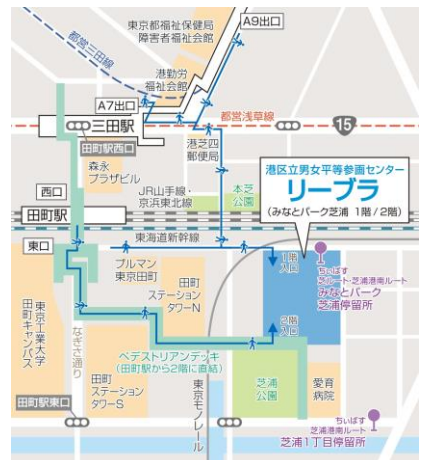 東京都福祉保健局
障害者福祉会館
A9出口
都営三田線
港勤労
福祉会館
A7出口
都営浅草線
三田駅
15
田町駅西口
港芝四
郵便局
森永
プラザビル
港区立男女平等参画センター
リーブラ
(みなとパーク芝浦 1階/2階)
西口
JR山手線・
京浜東北線
本芝
公園
田町駅
東海道新幹線
東口
プルマン
東京田町
1階
入口
ちぃばす
芝ルート・芝浦港南ルート
みなとパーク
芝浦停留所
田町
ステーション
タワーN
2階
入口
東京工業大学
田町キャンパス
なぎさ通り
ペデストリアンデッキ
(田町駅から2階に直結)
田町
ステーション
タワーS
東京モノレール
芝浦
公園
愛育
病院
田町駅東口
ちぃばす
芝浦港南ルート
芝浦1丁目停留所